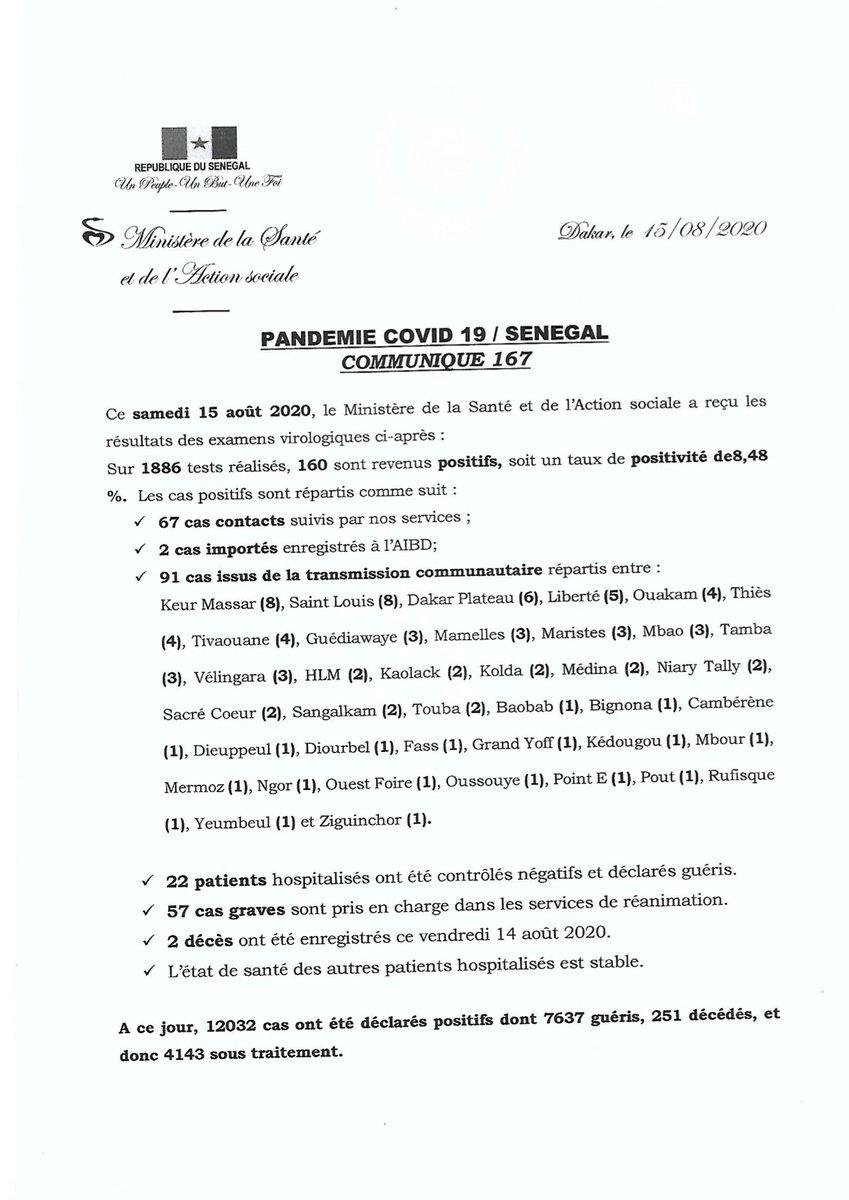 REPUBLIQUE DU SENEGAL
Un Peuple-Un But-Une Foi
Ministère de la Santé
et de l'Action sociale
Dakar, le 15/08/2020
PANDEMIE COVID 19 / SENEGAL
COMMUNIQUE 167
Ce samedi 15 août 2020, le Ministère de la Santé et de l'Action sociale a reçu les
résultats des examens virologiques ci-après :
Sur 1886 tests réalisés, 160 sont revenus positifs, soit un taux de positivité de8,48
%. Les cas positifs sont répartis comme suit :
✓ 67 cas contacts suivis par nos services ;
✓ 2 cas importés enregistrés à l'AIBD;
✓ 91 cas issus de la transmission communautaire répartis entre :
Keur Massar (8), Saint Louis (8), Dakar Plateau (6), Liberté (5), Ouakam (4), Thiès
(4), Tivaouane (4), Guédiawaye (3), Mamelles (3), Maristes (3), Mbao (3), Tamba
(3), Vélingara (3), HLM (2), Kaolack (2), Kolda (2), Médina (2), Niary Tally (2),
Sacré Coeur (2), Sangalkam (2), Touba (2), Baobab (1), Bignona (1), Cambérène
(1), Dieuppeul (1), Diourbel (1), Fass (1), Grand Yoff (1), Kédougou (1), Mbour (1),
Mermoz (1), Ngor (1), Ouest Foire (1), Oussouye (1), Point E (1), Pout (1), Rufisque
(1), Yeumbeul (1) et Ziguinchor (1).
✓ 22 patients hospitalisés ont été contrôlés négatifs et déclarés guéris.
✓ 57 cas graves sont pris en charge dans les services de réanimation.
✓ 2 décès ont été enregistrés ce vendredi 14 août 2020.
✓ L'état de santé des autres patients hospitalisés est stable.
A ce jour, 12032 cas ont été déclarés positifs dont 7637 guéris, 251 décédés, et
donc 4143 sous traitement.